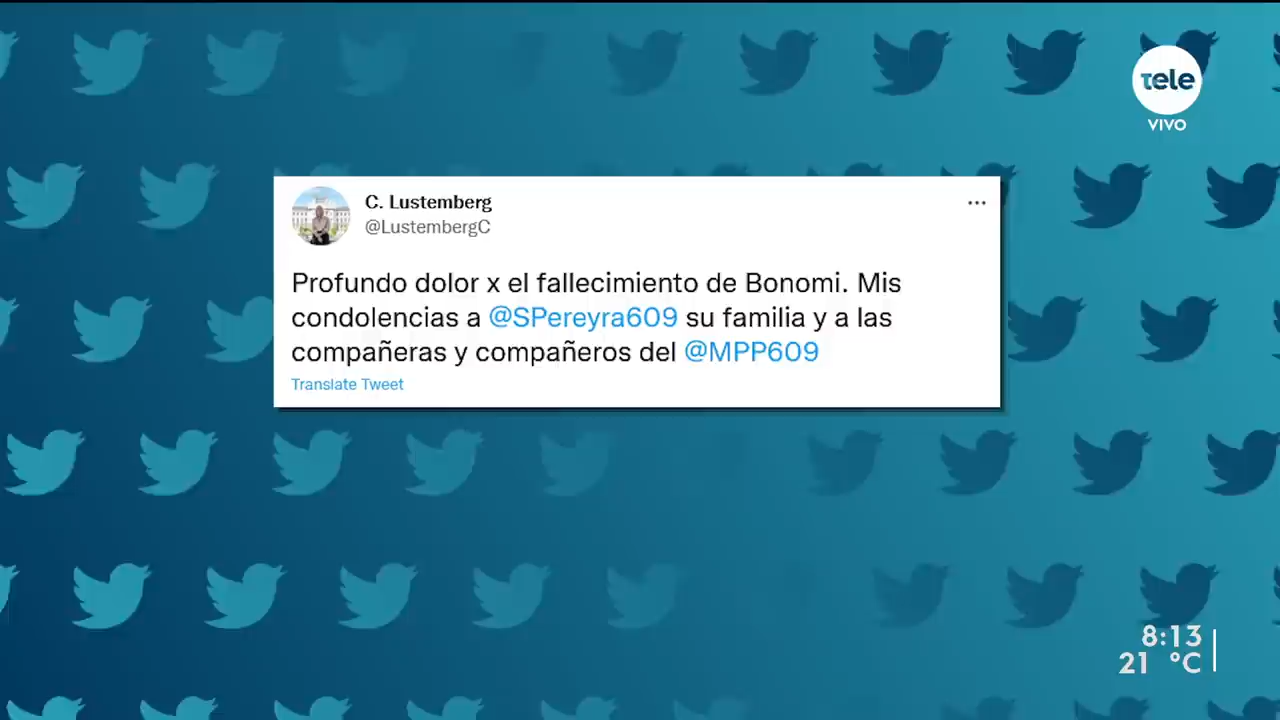 tele
VIVO
C. Lustemberg
@LustembergC
Profundo dolor x el fallecimiento de Bonomi. Mis
condolencias a @SPereyra609 su familia y a las
compañeras y compañeros del @MPP609
Translate Tweet
8:13
21 °C